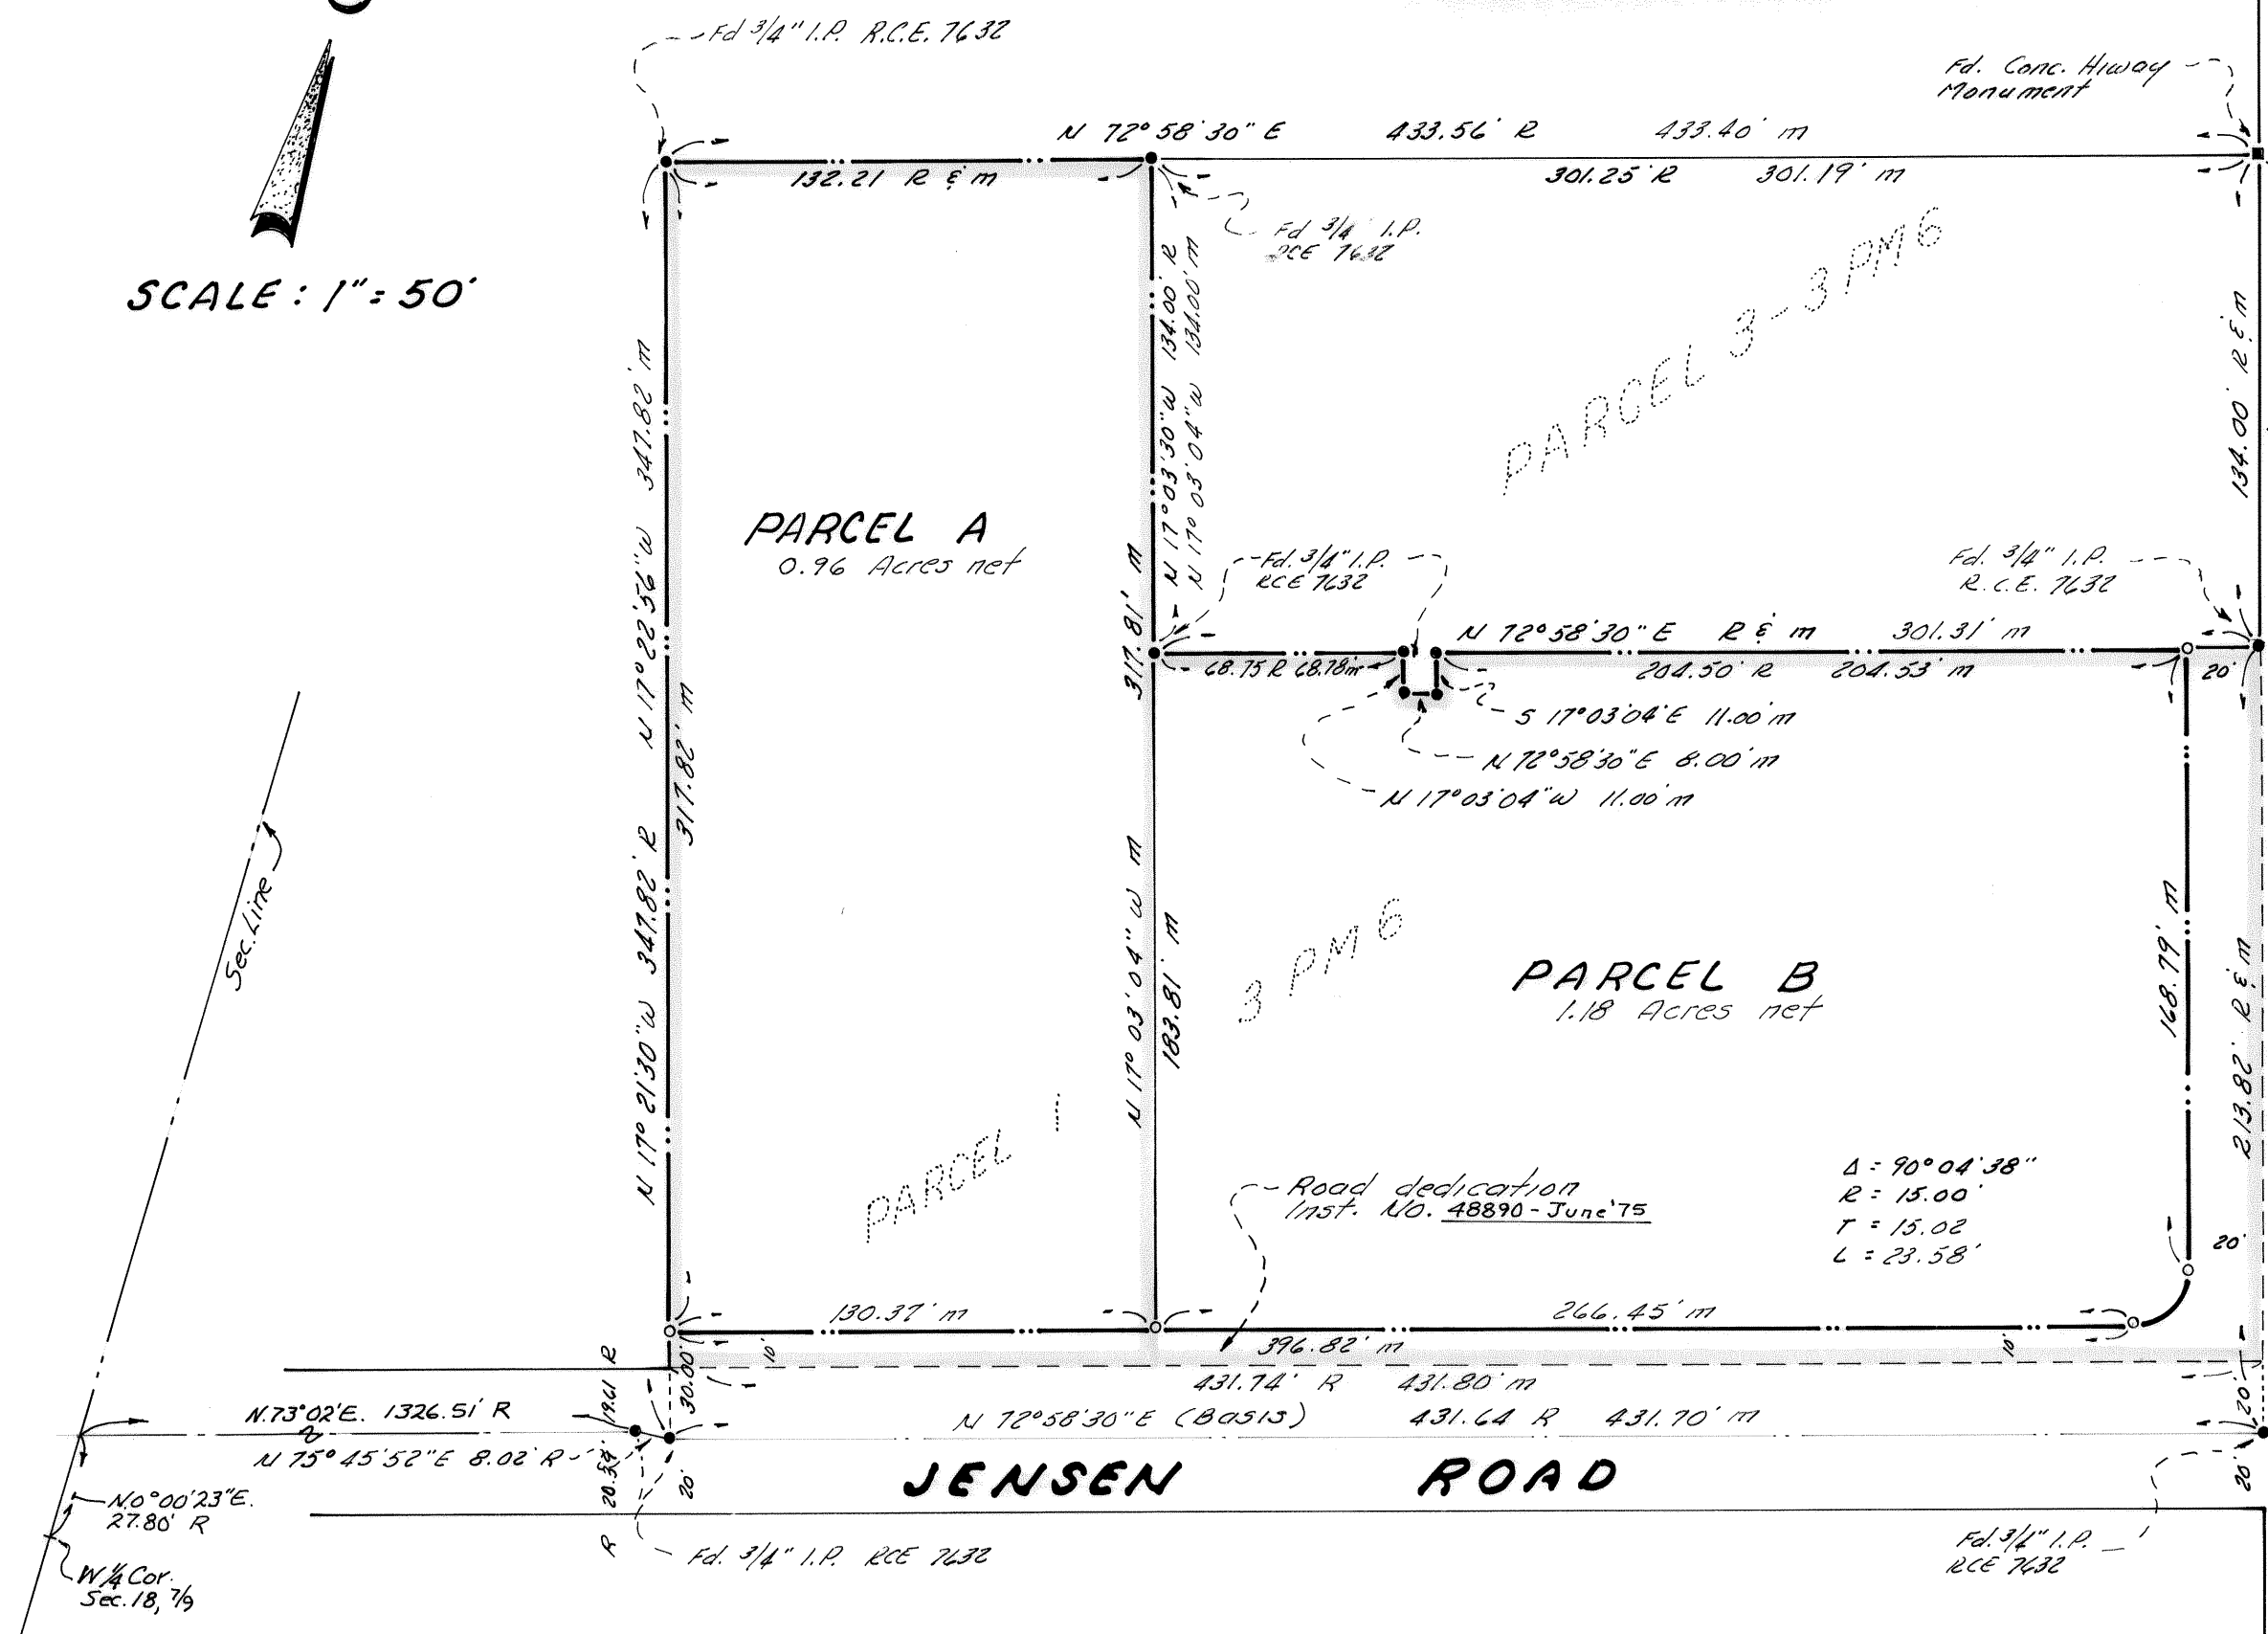 Fd 3/4" I.P. R.C.E. 7632
Fd. Conc. Hiway
Monument
N 72°58'30" E 433.56' R 433.40' m
132.21 R & m
301.25' R 301.19' m
Fd 3/4" I.P.
RCE 7632
SCALE: 1"= 50'
PARCEL 3-3 PM 6
N 17°03'30" W 134.00' R
N 17°03'04" W 134.00' m
134.00' R & m
N 17°22'56" W 347.82' m
N 17°21'30" W 347.82' R
317.82' m
PARCEL A
0.96 Acres net
317.81' m
N 17°03'04" W m
183.81' m
Fd. 3/4" I.P.
RCE 7632
Fd. 3/4" I.P.
R.C.E. 7632
N 72°58'30" E R & m 301.31' m
68.75 R 68.78 m
204.50' R 204.53' m
20'
S 17°03'04" E 11.00' m
N 72°58'30" E 8.00' m
N 17°03'04" W 11.00' m
Sec. Line
3 PM 6
PARCEL B
1.18 Acres net
168.79' m
213.82' R & m
PARCEL 1
Road dedication
Inst. No. 48890 - June '75
Δ = 90°04'38"
R = 15.00'
T = 15.02
L = 23.58'
20'
130.37' m
266.45' m
10'
396.82' m
10'
431.74' R 431.80' m
30.00'
19.61 R
20'
N.73°02'E. 1326.51' R
N 72°58'30" E (BASIS) 431.64 R 431.70' m
N 75°45'52" E 8.02' R
20'
20'
JENSEN ROAD
N.0°00'23"E.
27.80' R
W 1/4 Cor.
Sec. 18, 7/9
Fd. 3/4" I.P. RCE 7632
Fd. 3/4" I.P.
RCE 7632